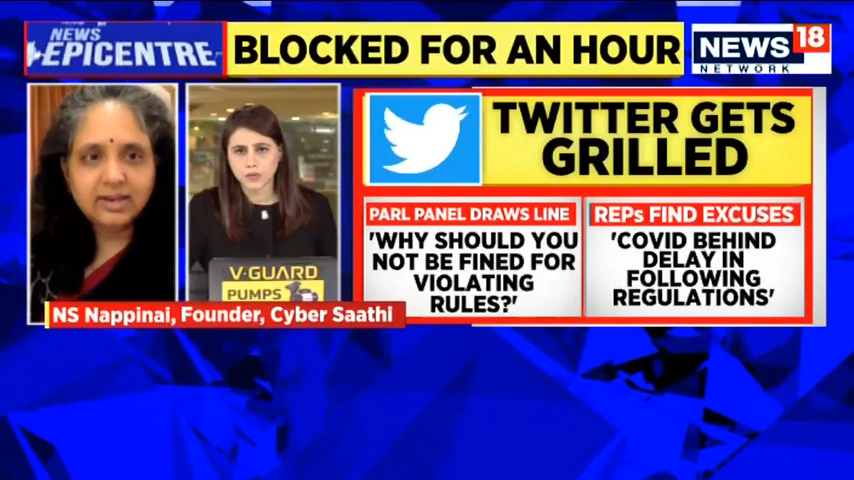 NEWS
EPICENTRE
BLOCKED FOR AN HOUR
NEWS 18
NETWORK
TWITTER GETS
GRILLED
PARL PANEL DRAWS LINE
'WHY SHOULD YOU
NOT BE FINED FOR
VIOLATING
RULES?'
REPs FIND EXCUSES
'COVID BEHIND
DELAY IN
FOLLOWING
REGULATIONS'
V-GUARD
PUMPS
NS Nappinai, Founder, Cyber Saathi